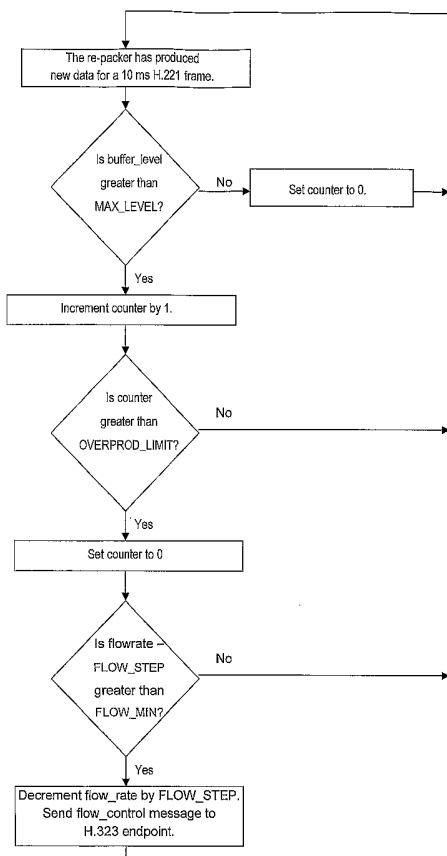 The re-packer has produced
new data for a 10 ms H.221 frame.
Is buffer_level
greater than
MAX_LEVEL?
No
Set counter to 0.
Yes
Increment counter by 1.
Is counter
greater than
OVERPROD_LIMIT?
No
Yes
Set counter to 0
Is flowrate –
FLOW_STEP
greater than
FLOW_MIN?
No
Yes
Decrement flow_rate by FLOW_STEP.
Send flow_control message to
H.323 endpoint.